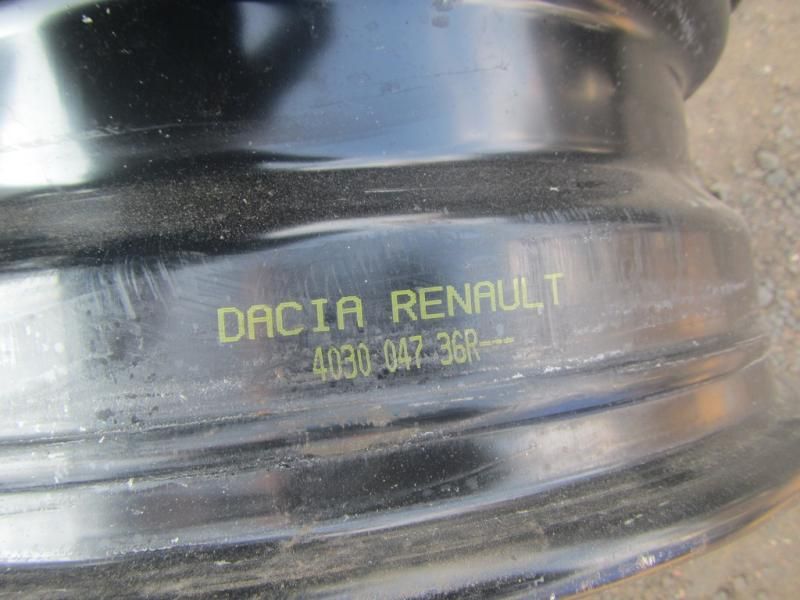 DACIA RENAULT
4030 047 36R---